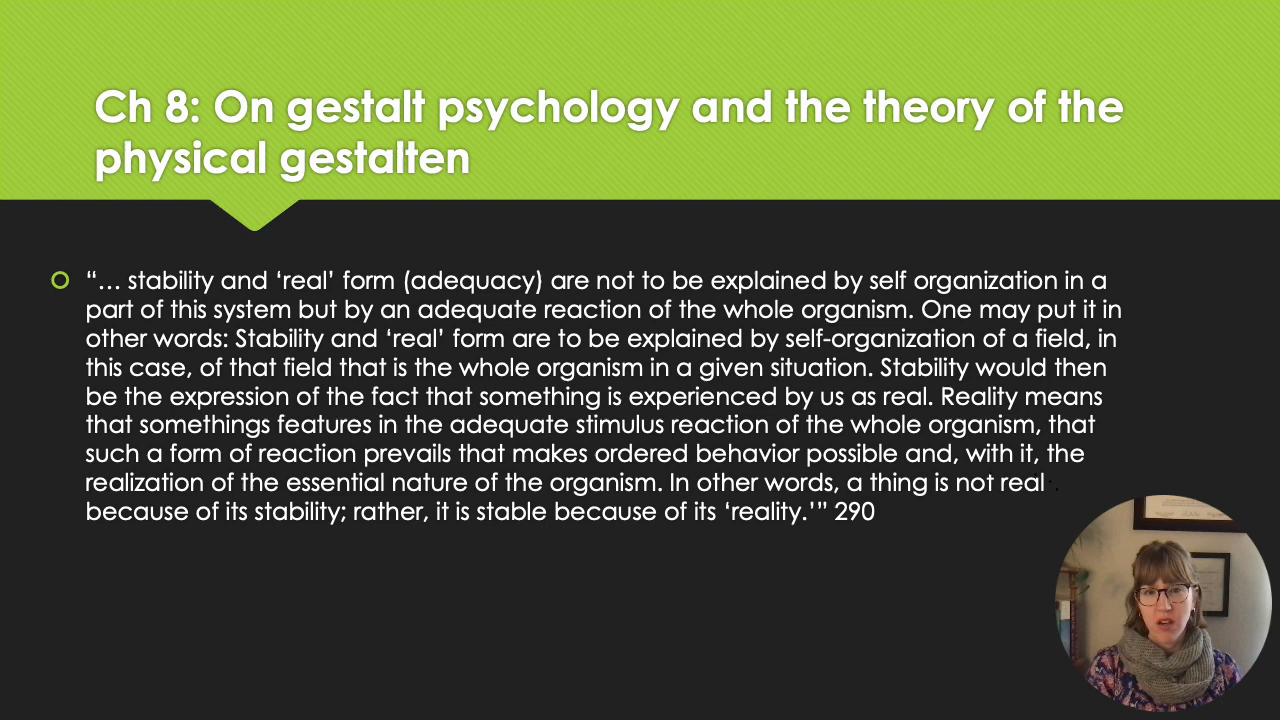 Ch 8: On gestalt psychology and the theory of the
physical gestalten
“… stability and ‘real’ form (adequacy) are not to be explained by self organization in a
part of this system but by an adequate reaction of the whole organism. One may put it in
other words: Stability and ‘real’ form are to be explained by self-organization of a field, in
this case, of that field that is the whole organism in a given situation. Stability would then
be the expression of the fact that something is experienced by us as real. Reality means
that somethings features in the adequate stimulus reaction of the whole organism, that
such a form of reaction prevails that makes ordered behavior possible and, with it, the
realization of the essential nature of the organism. In other words, a thing is not real
because of its stability; rather, it is stable because of its ‘reality.’” 290